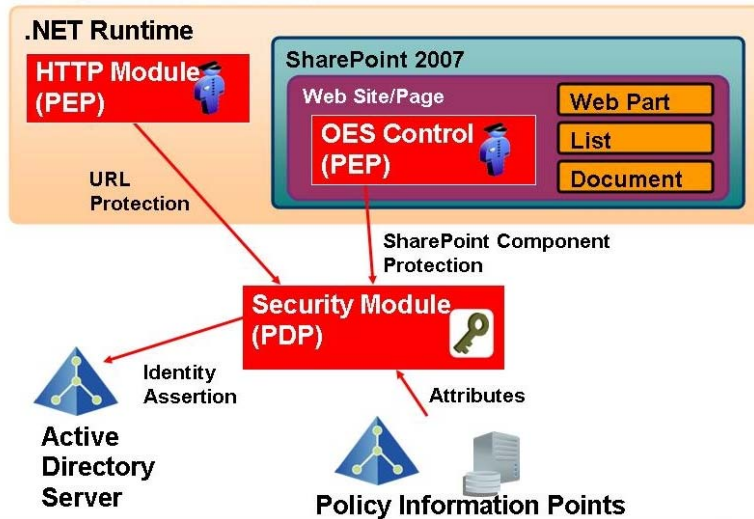 .NET Runtime
HTTP Module
(PEP)
SharePoint 2007
Web Site/Page
OES Control
(PEP)
Web Part
List
Document
URL
Protection
SharePoint Component
Protection
Security Module
(PDP)
Identity
Assertion
Attributes
Active
Directory
Server
Policy Information Points